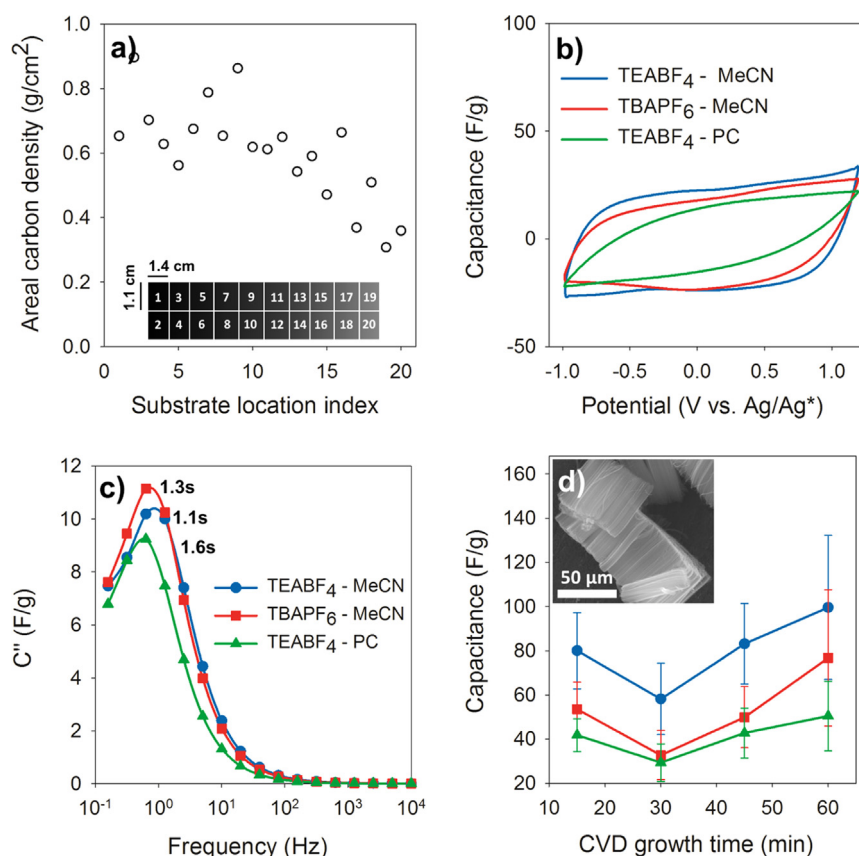 a)
Areal carbon density (g/cm²)
1.0
0.8
0.6
0.4
0.2
0.0
1.4 cm
1.1 cm
1 3 5 7 9 11 13 15 17 19
2 4 6 8 10 12 14 16 18 20
0 5 10 15 20
Substrate location index
b)
Capacitance (F/g)
100
50
0
-50
TEABF₄ - MeCN
TBAPF₆ - MeCN
TEABF₄ - PC
-1.0 -0.5 0.0 0.5 1.0
Potential (V vs. Ag/Ag*)
c)
C" (F/g)
12
10
8
6
4
2
0
1.3s
1.1s
1.6s
TEABF₄ - MeCN
TBAPF₆ - MeCN
TEABF₄ - PC
10⁻¹ 10⁰ 10¹ 10² 10³ 10⁴
Frequency (Hz)
d)
Capacitance (F/g)
160
140
120
100
80
60
40
20
50 µm
10 20 30 40 50 60
CVD growth time (min)